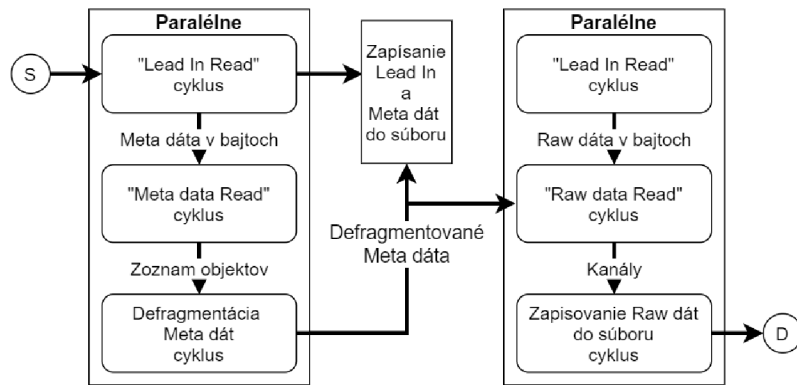 Paralélne
S
"Lead In Read"
cyklus
Meta dáta v bajtoch
"Meta data Read"
cyklus
Zoznam objektov
Defragmentácia
Meta dát
cyklus
Zapísanie
Lead In
a
Meta dát
do súboru
Defragmentované
Meta dáta
Paralélne
"Lead In Read"
cyklus
Raw dáta v bajtoch
"Raw data Read"
cyklus
Kanály
Zapisovanie Raw dát
do súboru
cyklus
D